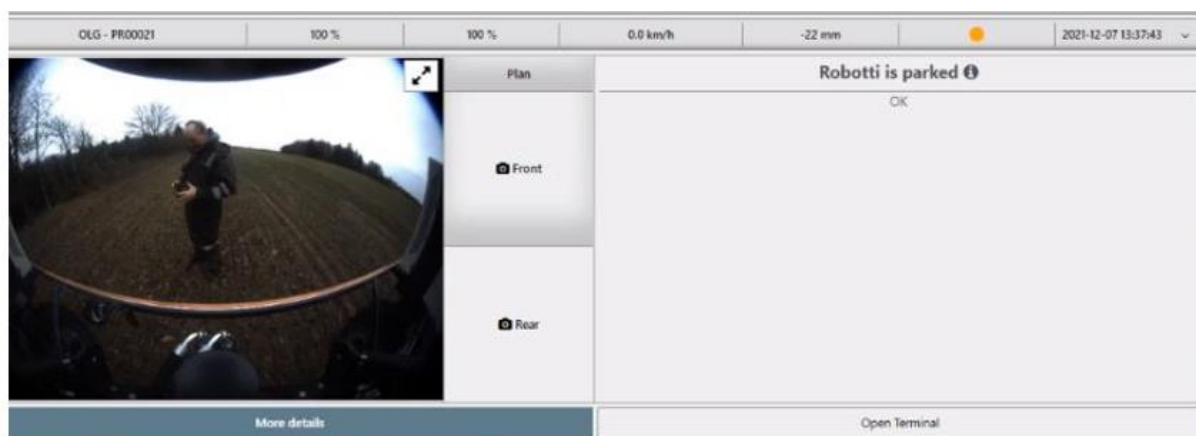 OLG - PR00021 100 % 100 % 0.0 km/h -22 mm 2021-12-07 13:37:43
Plan
Front
Rear
Robotti is parked
OK
More details
Open Terminal